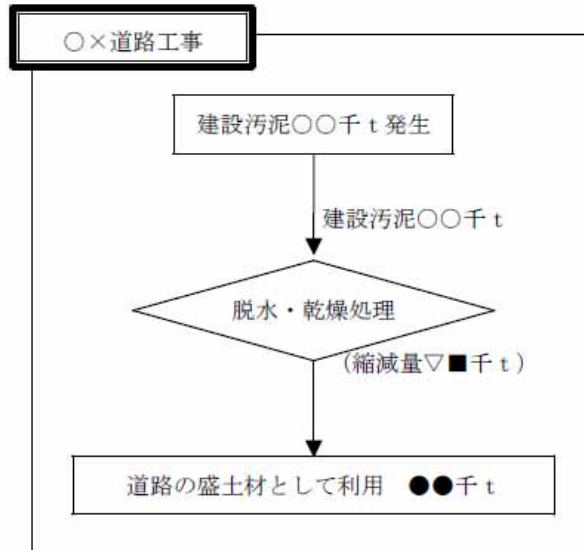 ○×道路工事
建設汚泥○○千ｔ発生
建設汚泥○○千ｔ
脱水・乾燥処理
(縮減量▽■千ｔ)
道路の盛土材として利用　●●千ｔ